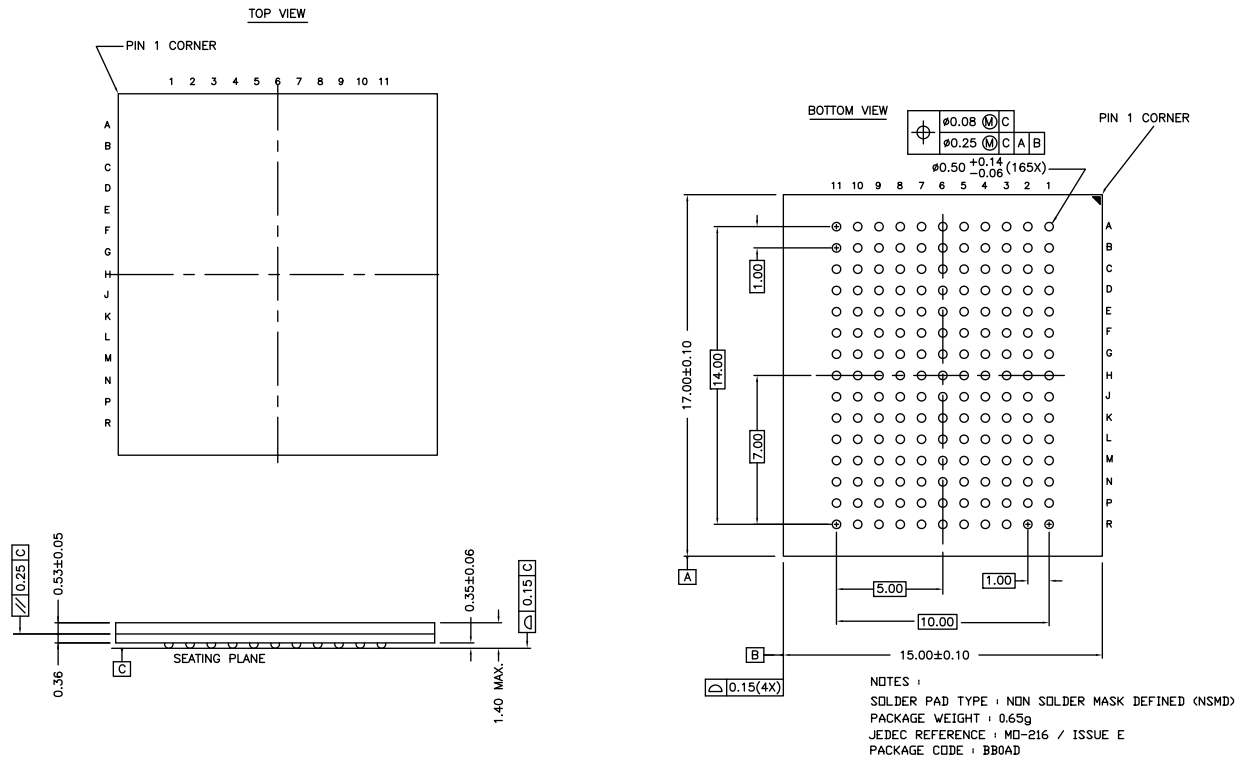 TOP VIEW
PIN 1 CORNER
1 2 3 4 5 6 7 8 9 10 11
A
B
C
D
E
F
G
H
J
K
L
M
N
P
R
BOTTOM VIEW
ø0.08 Ⓜ C
ø0.25 Ⓜ C A B
PIN 1 CORNER
ø0.50 +0.14 -0.06 (165X)
11 10 9 8 7 6 5 4 3 2 1
A
B
C
D
E
F
G
H
J
K
L
M
N
P
R
1.00
17.00±0.10
14.00
7.00
A
1.00
5.00
10.00
B
15.00±0.10
0.15(4X)
// 0.25 C
0.53±0.05
0.36
C
SEATING PLANE
0.35±0.06
0.15 C
1.40 MAX.
NOTES :
SOLDER PAD TYPE : NON SOLDER MASK DEFINED (NSMD)
PACKAGE WEIGHT : 0.65g
JEDEC REFERENCE : MO-216 / ISSUE E
PACKAGE CODE : BB0AD